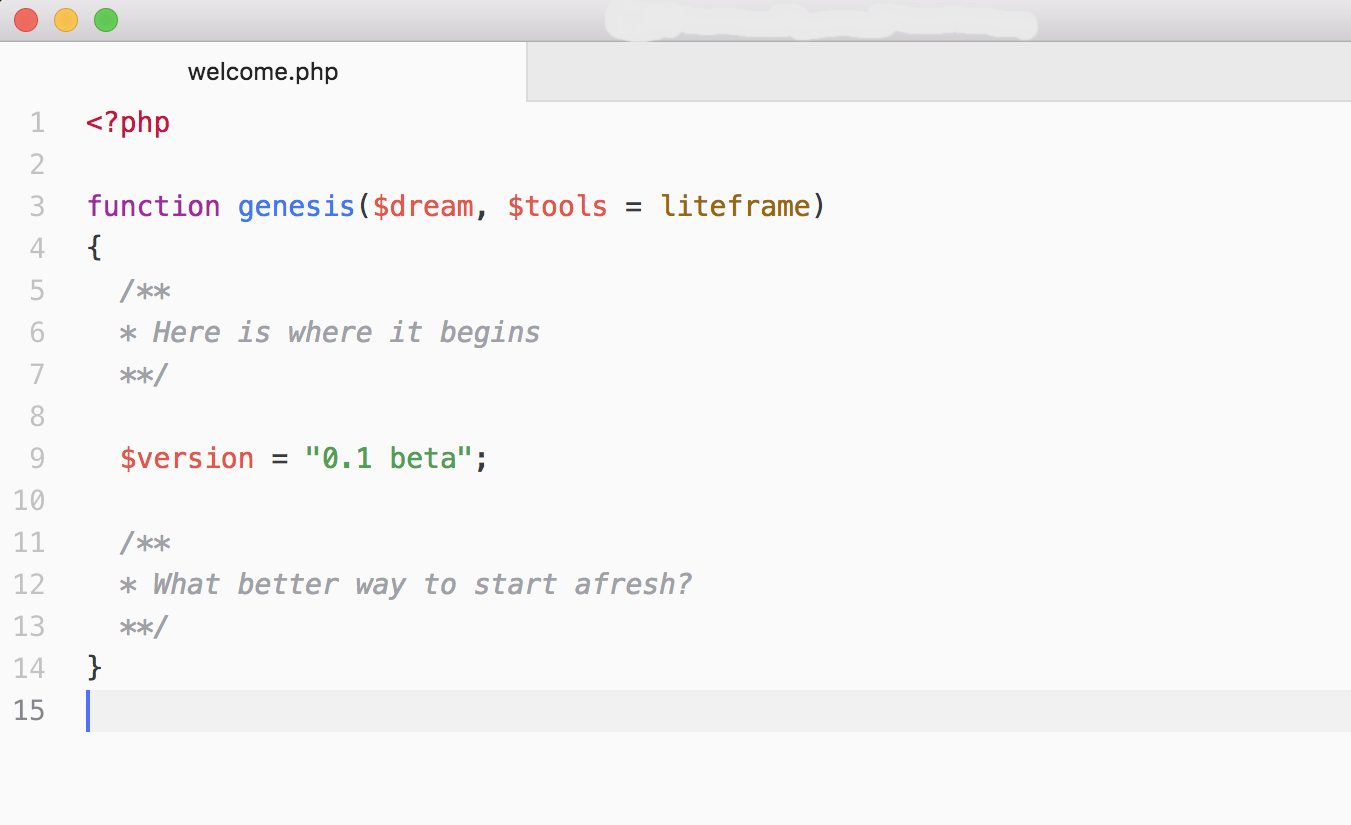 welcome.php
1 <?php
2
3 function genesis($dream, $tools = liteframe)
4 {
5   /**
6   * Here is where it begins
7   **/
8
9   $version = "0.1 beta";
10
11   /**
12   * What better way to start afresh?
13   **/
14 }
15